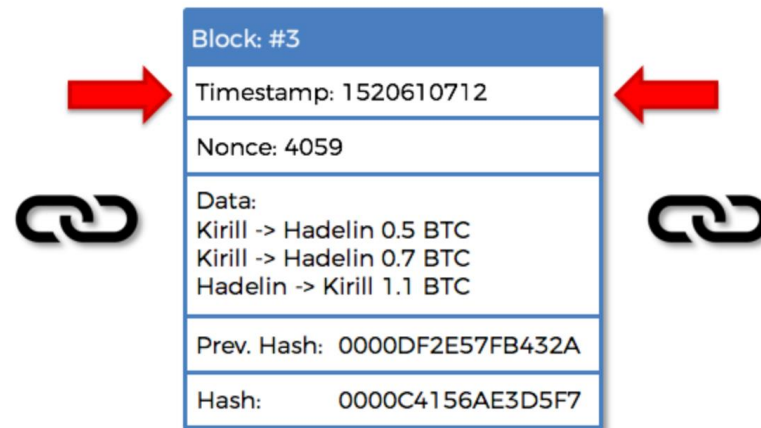 Block: #3
Timestamp: 1520610712
Nonce: 4059
Data:
Kirill -> Hadelin 0.5 BTC
Kirill -> Hadelin 0.7 BTC
Hadelin -> Kirill 1.1 BTC
Prev. Hash: 0000DF2E57FB432A
Hash: 0000C4156AE3D5F7